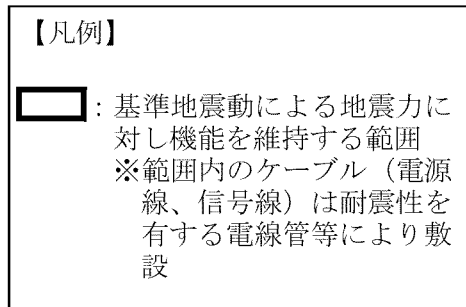 【凡例】
：基準地震動による地震力に
対し機能を維持する範囲
※範囲内のケーブル（電源
線、信号線）は耐震性を
有する電線管等により敷
設